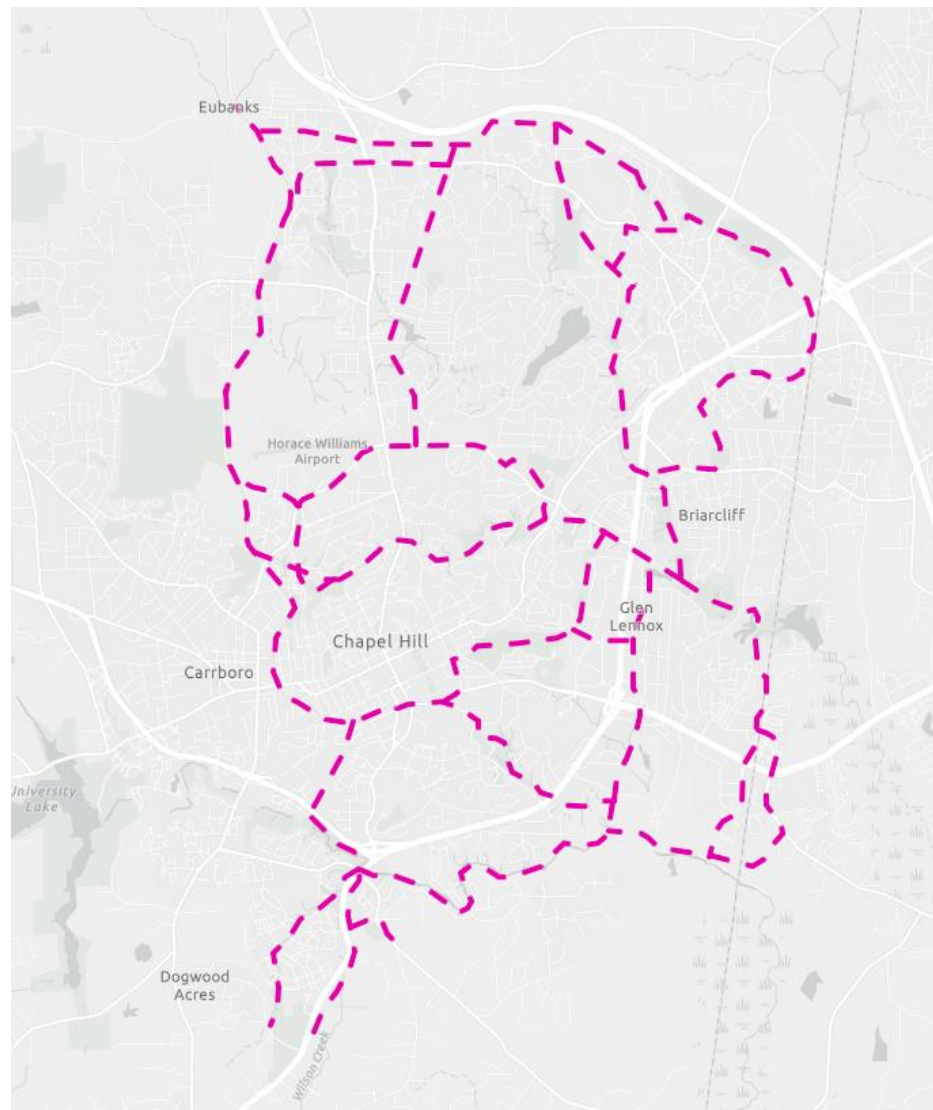 Eubanks
Horace Williams
Airport
Briarcliff
Glen
Lennox
Chapel Hill
Carrboro
University
Lake
Dogwood
Acres
Wilson Creek